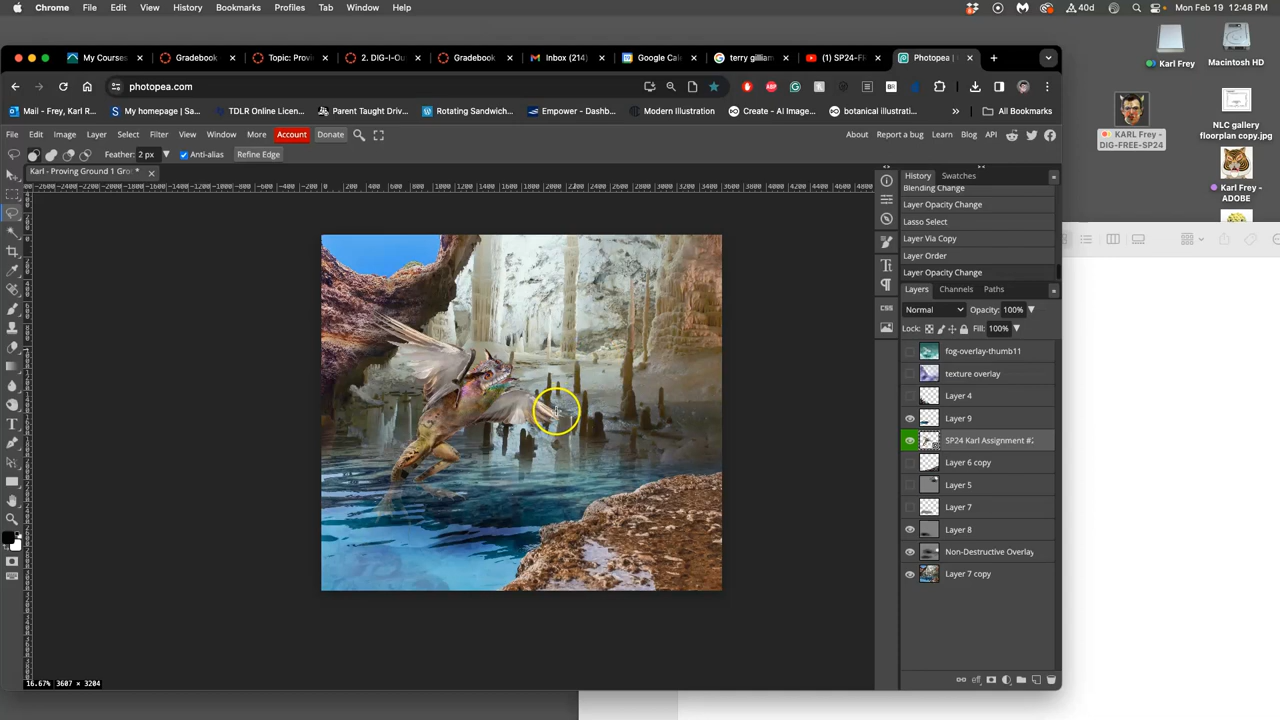 Chrome File Edit View History Bookmarks Profiles Tab Window Help 40d Mon Feb 19 12:48 PM
My Courses Gradebook Topic: Provi 2. DIG-I-Ou Gradebook Inbox (214) Google Cal terry gilliam (1) SP24-F Photopea |
photopea.com
Mail - Frey, Karl R... My homepage | Sa... TDLR Online Licen... Parent Taught Driv... Rotating Sandwich... Empower - Dashb... Modern Illustration Create - AI Image... botanical illustrati... » All Bookmarks
File Edit Image Layer Select Filter View Window More Account Donate About Report a bug Learn Blog API
Feather: 2 px Anti-alias Refine Edge
Karl - Proving Ground 1 Gro *
History Swatches
Blending Change
Layer Opacity Change
Lasso Select
Layer Via Copy
Layer Order
Layer Opacity Change
Layers Channels Paths
Normal Opacity: 100%
Lock: Fill: 100%
fog-overlay-thumb11
texture overlay
Layer 4
Layer 9
SP24 Karl Assignment #2
Layer 6 copy
Layer 5
Layer 7
Layer 8
Non-Destructive Overlay
Layer 7 copy
CSS
eff
16.67% 3607 × 3204
Karl Frey
Macintosh HD
KARL Frey -
DIG-FREE-SP24
NLC gallery
floorplan copy.jpg
Karl Frey -
ADOBE